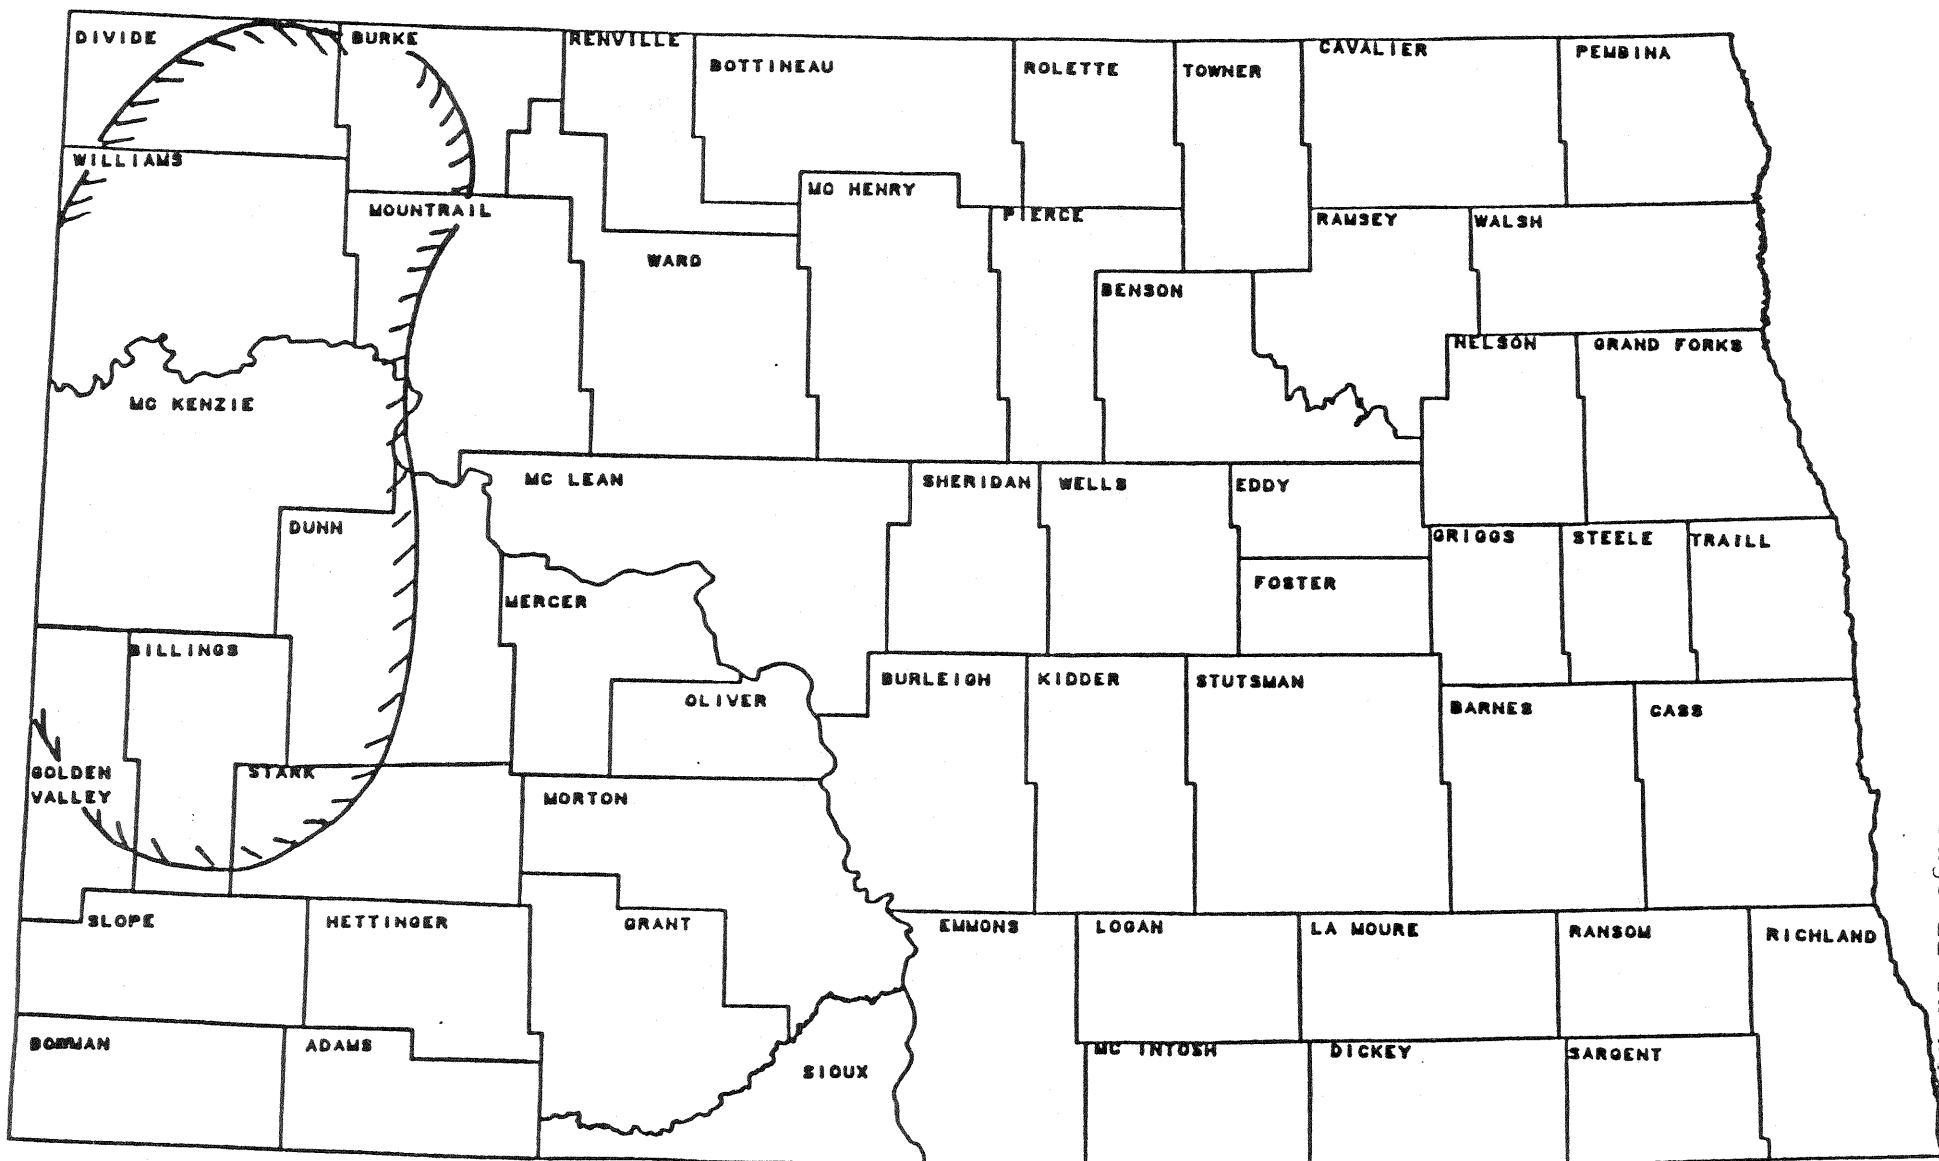 DIVIDE
BURKE
RENVILLE
BOTTINEAU
ROLETTE
TOWNER
CAVALIER
PEMBINA
WILLIAMS
MOUNTRAIL
WARD
MC HENRY
PIERCE
BENSON
RAMSEY
WALSH
NELSON
GRAND FORKS
MC KENZIE
DUNN
MC LEAN
SHERIDAN
WELLS
EDDY
FOSTER
GRIGGS
STEELE
TRAILL
MERCER
BILLINGS
OLIVER
BURLEIGH
KIDDER
STUTSMAN
BARNES
CASS
GOLDEN
VALLEY
STARK
MORTON
SLOPE
HETTINGER
GRANT
EMMONS
LOGAN
LA MOURE
RANSOM
RICHLAND
BOWMAN
ADAMS
SIOUX
MC INTOSH
DICKEY
SARGENT